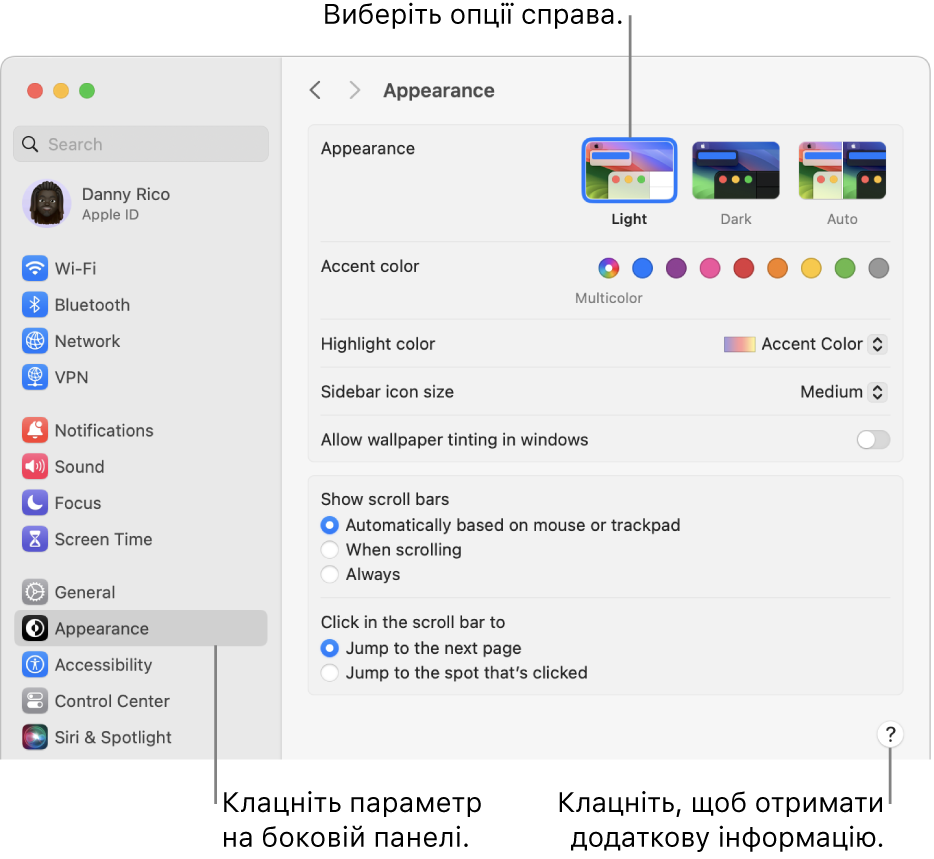 Виберіть опції справа.
Appearance
Search
Danny Rico
Apple ID
Wi-Fi
Bluetooth
Network
VPN
Notifications
Sound
Focus
Screen Time
General
Appearance
Accessibility
Control Center
Siri & Spotlight
Appearance
Light
Dark
Auto
Accent color
Multicolor
Highlight color
Accent Color
Sidebar icon size
Medium
Allow wallpaper tinting in windows
Show scroll bars
Automatically based on mouse or trackpad
When scrolling
Always
Click in the scroll bar to
Jump to the next page
Jump to the spot that's clicked
?
Клацніть параметр
на боковій панелі.
Клацніть, щоб отримати
додаткову інформацію.